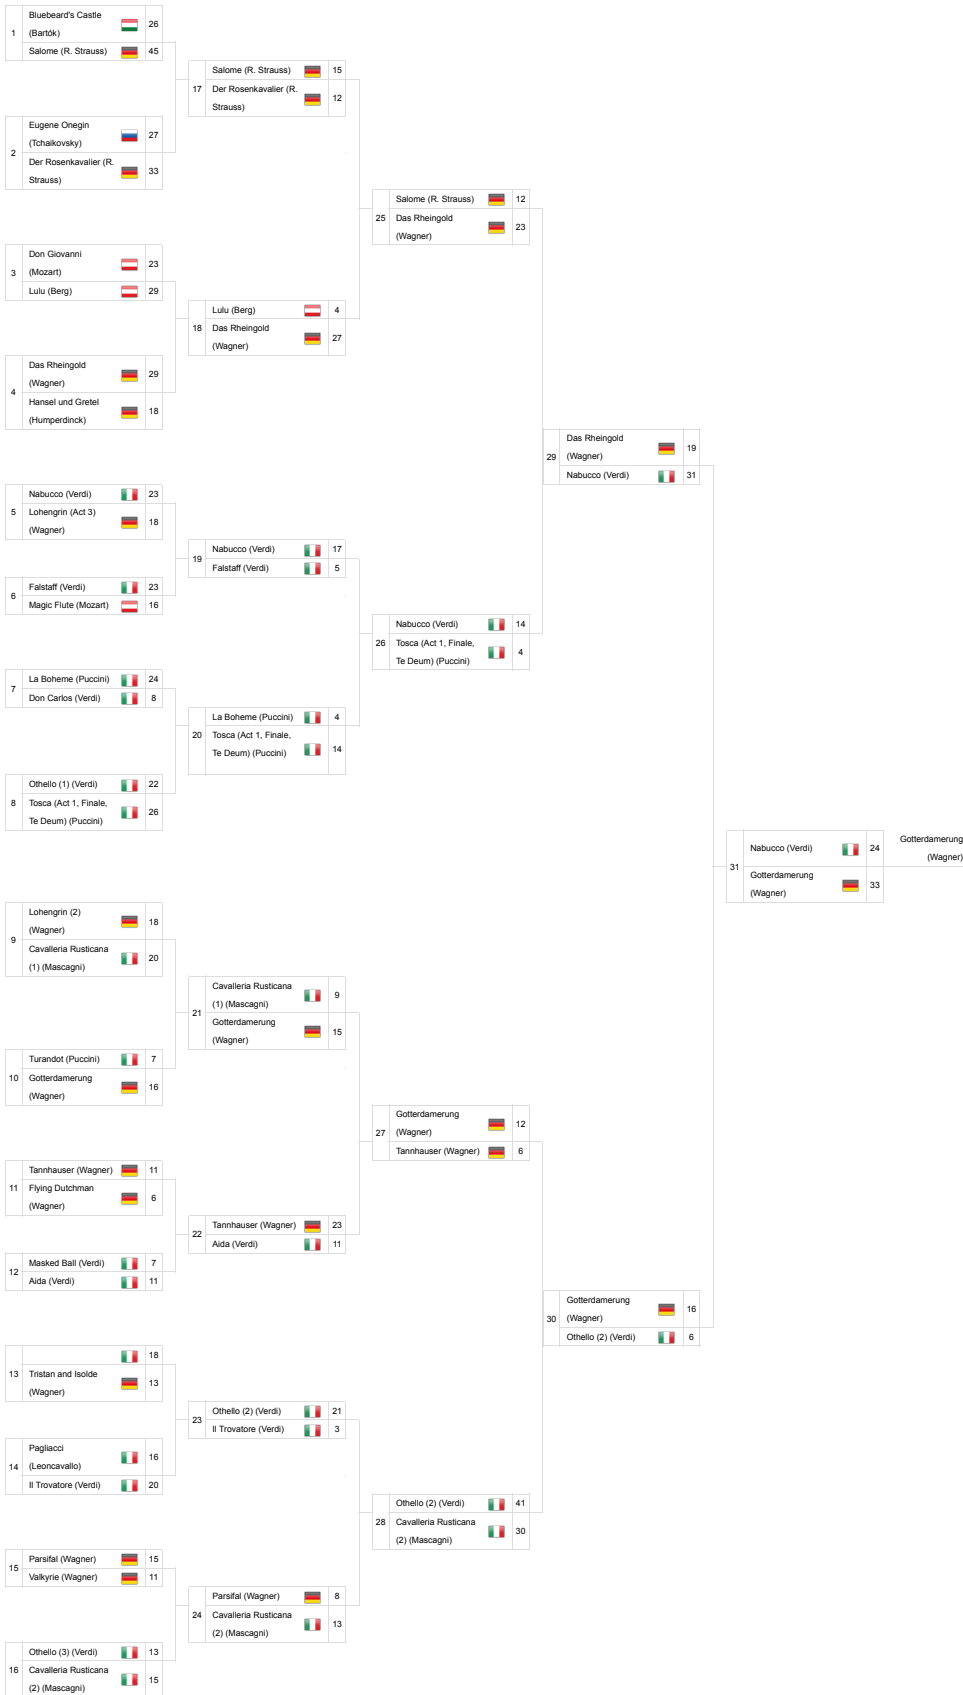 1
Bluebeard's Castle
(Bartók)
26
Salome (R. Strauss)
45
2
Eugene Onegin
(Tchaikovsky)
27
Der Rosenkavalier (R.
Strauss)
33
3
Don Giovanni
(Mozart)
23
Lulu (Berg)
29
4
Das Rheingold
(Wagner)
29
Hansel und Gretel
(Humperdinck)
18
5
Nabucco (Verdi)
23
Lohengrin (Act 3)
(Wagner)
18
6
Falstaff (Verdi)
23
Magic Flute (Mozart)
16
7
La Boheme (Puccini)
24
Don Carlos (Verdi)
8
8
Othello (1) (Verdi)
22
Tosca (Act 1, Finale,
Te Deum) (Puccini)
26
9
Lohengrin (2)
(Wagner)
18
Cavalleria Rusticana
(1) (Mascagni)
20
10
Turandot (Puccini)
7
Gotterdamerung
(Wagner)
16
11
Tannhauser (Wagner)
11
Flying Dutchman
(Wagner)
6
12
Masked Ball (Verdi)
7
Aida (Verdi)
11
13
18
Tristan and Isolde
(Wagner)
13
14
Pagliacci
(Leoncavallo)
16
Il Trovatore (Verdi)
20
15
Parsifal (Wagner)
15
Valkyrie (Wagner)
11
16
Othello (3) (Verdi)
13
Cavalleria Rusticana
(2) (Mascagni)
15
17
Salome (R. Strauss)
15
Der Rosenkavalier (R.
Strauss)
12
18
Lulu (Berg)
4
Das Rheingold
(Wagner)
27
19
Nabucco (Verdi)
17
Falstaff (Verdi)
5
20
La Boheme (Puccini)
4
Tosca (Act 1, Finale,
Te Deum) (Puccini)
14
21
Cavalleria Rusticana
(1) (Mascagni)
9
Gotterdamerung
(Wagner)
15
22
Tannhauser (Wagner)
23
Aida (Verdi)
11
23
Othello (2) (Verdi)
21
Il Trovatore (Verdi)
3
24
Parsifal (Wagner)
8
Cavalleria Rusticana
(2) (Mascagni)
13
25
Salome (R. Strauss)
12
Das Rheingold
(Wagner)
23
26
Nabucco (Verdi)
14
Tosca (Act 1, Finale,
Te Deum) (Puccini)
4
27
Gotterdamerung
(Wagner)
12
Tannhauser (Wagner)
6
28
Othello (2) (Verdi)
41
Cavalleria Rusticana
(2) (Mascagni)
30
29
Das Rheingold
(Wagner)
19
Nabucco (Verdi)
31
30
Gotterdamerung
(Wagner)
16
Othello (2) (Verdi)
6
31
Nabucco (Verdi)
24
Gotterdamerung
(Wagner)
33
Gotterdamerung
(Wagner)